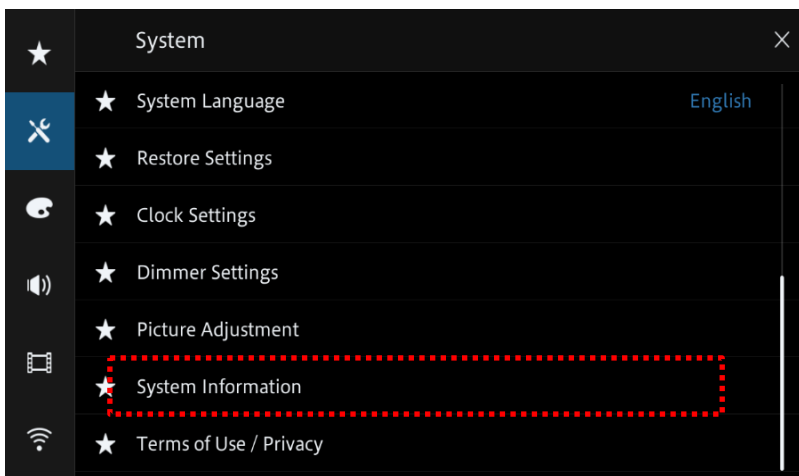 System
System Language English
Restore Settings
Clock Settings
Dimmer Settings
Picture Adjustment
System Information
Terms of Use / Privacy